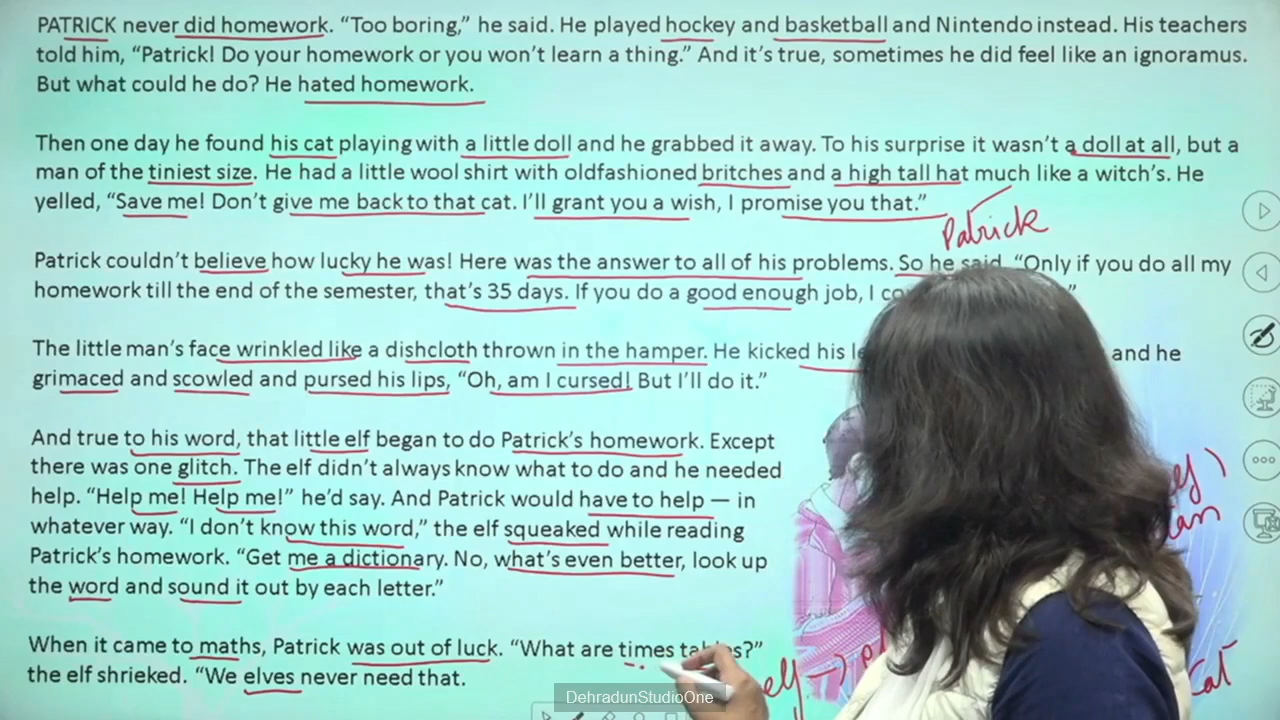 PATRICK never did homework. “Too boring,” he said. He played hockey and basketball and Nintendo instead. His teachers
told him, “Patrick! Do your homework or you won’t learn a thing.” And it’s true, sometimes he did feel like an ignoramus.
But what could he do? He hated homework.
Then one day he found his cat playing with a little doll and he grabbed it away. To his surprise it wasn’t a doll at all, but a
man of the tiniest size. He had a little wool shirt with oldfashioned britches and a high tall hat much like a witch’s. He
yelled, “Save me! Don’t give me back to that cat. I’ll grant you a wish, I promise you that.”
Patrick
Patrick couldn’t believe how lucky he was! Here was the answer to all of his problems. So he said, “Only if you do all my
homework till the end of the semester, that’s 35 days. If you do a good enough job, I
The little man’s face wrinkled like a dishcloth thrown in the hamper. He kicked his and he
grimaced and scowled and pursed his lips, “Oh, am I cursed! But I’ll do it.”
And true to his word, that little elf began to do Patrick’s homework. Except
there was one glitch. The elf didn’t always know what to do and he needed
help. “Help me! Help me!” he’d say. And Patrick would have to help — in
whatever way. “I don’t know this word,” the elf squeaked while reading
Patrick’s homework. “Get me a dictionary. No, what’s even better, look up
the word and sound it out by each letter.”
When it came to maths, Patrick was out of luck. “What are times tables?”
the elf shrieked. “We elves never need that.
elf →
Cat
DehradunStudioOne